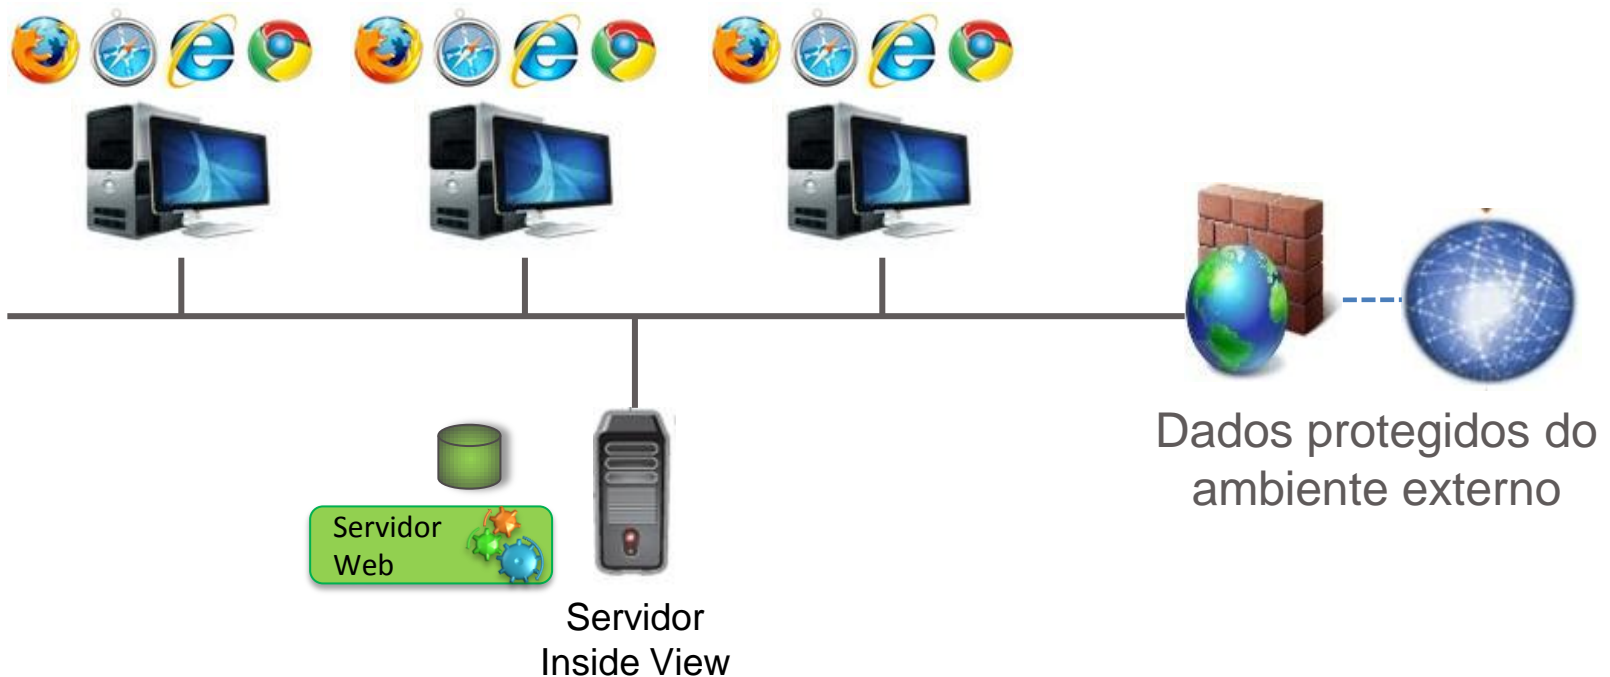 Dados protegidos do
ambiente externo
Servidor
Web
Servidor
Inside View